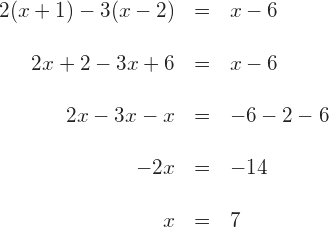 2(x + 1) − 3(x − 2) = x − 6
2x + 2 − 3x + 6 = x − 6
2x − 3x − x = −6 − 2 − 6
−2x = −14
x = 7